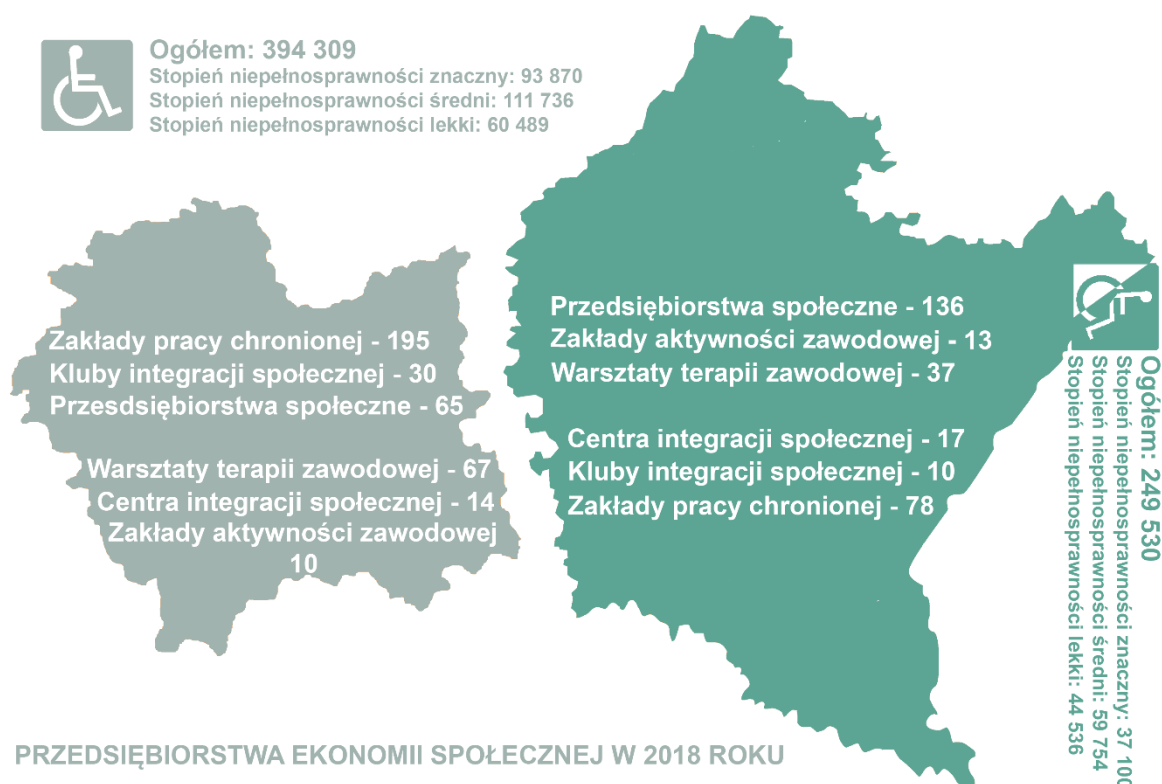 Ogółem: 394 309
Stopień niepełnosprawności znaczny: 93 870
Stopień niepełnosprawności średni: 111 736
Stopień niepełnosprawności lekki: 60 489
Zakłady pracy chronionej - 195
Kluby integracji społecznej - 30
Przesdsiębiorstwa społeczne - 65
Warsztaty terapii zawodowej - 67
Centra integracji społecznej - 14
Zakłady aktywności zawodowej
10
Przedsiębiorstwa społeczne - 136
Zakłady aktywności zawodowej - 13
Warsztaty terapii zawodowej - 37
Centra integracji społecznej - 17
Kluby integracji społecznej - 10
Zakłady pracy chronionej - 78
Ogółem: 249 530
Stopień niepełnosprawności znaczny: 37 100
Stopień niepełnosprawności średni: 59 754
Stopień niepełnosprawności lekki: 44 536
PRZEDSIĘBIORSTWA EKONOMII SPOŁECZNEJ W 2018 ROKU